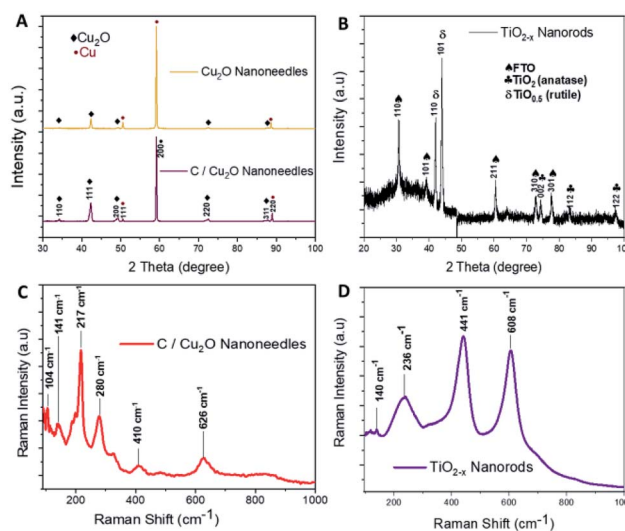 A
◆Cu₂O
•Cu
Cu₂O Nanoneedles
C / Cu₂O Nanoneedles
110 ◆
111 ◆
200 ◆
111 •
200 •
220 ◆
311 ◆
220 •
Intensity (a.u.)
30 40 50 60 70 80 90 100
2 Theta (degree)
B
TiO₂₋ₓ Nanorods
♠FTO
♣TiO₂ (anatase)
δTiO₀.₅ (rutile)
110♠
101 ♠
110 δ
101 δ
211 ♠
310 ♠
002 ♣
301 ♠
112 ♣
122 ♣
Intensity (a.u.)
20 30 40 50 60 70 80 90 100
2 Theta (degree)
C
104 cm⁻¹
141 cm⁻¹
217 cm⁻¹
280 cm⁻¹
410 cm⁻¹
626 cm⁻¹
C / Cu₂O Nanoneedles
Raman Intensity (a.u)
200 400 600 800 1000
Raman Shift (cm⁻¹)
D
140 cm⁻¹
236 cm⁻¹
441 cm⁻¹
608 cm⁻¹
TiO₂₋ₓ Nanorods
Raman Intensity (a.u)
200 400 600 800 1000
Raman Shift (cm⁻¹)